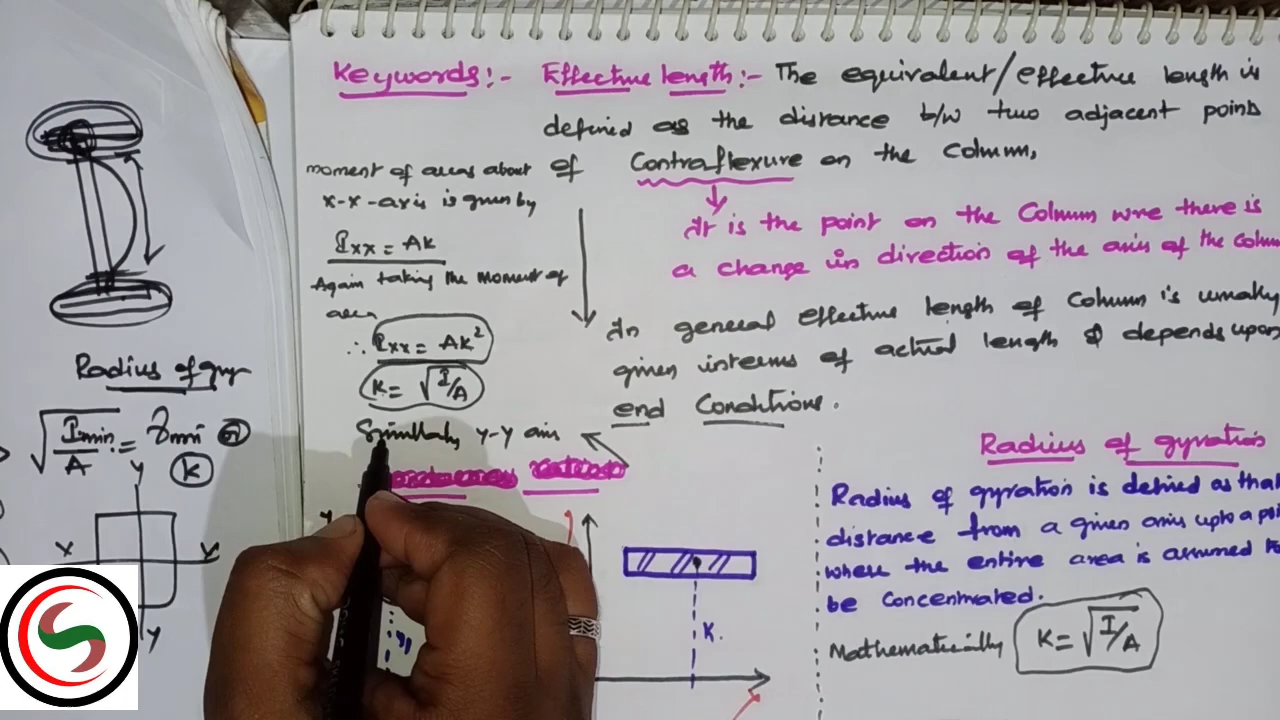 Keywords:- Effective length:- The equivalent/effective length is
defined as the distance b/w two adjacent point
of Contraflexure on the Column,
It is the point on the Column wre there is
a change in direction of the axis of the Colum
In general effective length of Column is usually
given interms of actual length & depends upon
end Conditions.
moment of areas about
x-x-axis is given by
Ixx = AK
Again taking the moment of
area
∴ Ixx = AK²
K = √I/A
Similarly y-y axis
Radius of gyration
Radius of gyration is defined as that
distance from a given axis upto a poi
where the entire area is assumed to
be Concentrated.
Mathematically K = √I/A
K.
y
Radius of gyr
√Imin/A = rmin
K
y
x
y